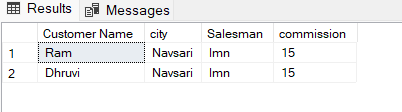 Results Messages
Customer Name city Salesman commission
1 Ram Navsari Imn 15
2 Dhruvi Navsari Imn 15